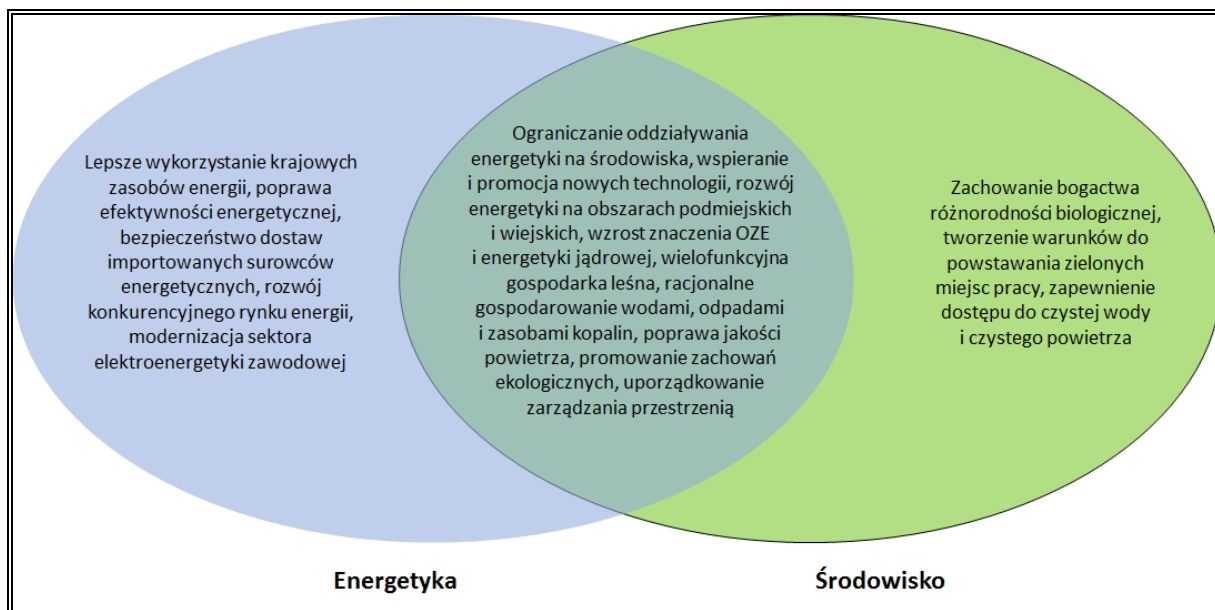 Lepsze wykorzystanie krajowych
zasobów energii, poprawa
efektywności energetycznej,
bezpieczeństwo dostaw
importowanych surowców
energetycznych, rozwój
konkurencyjnego rynku energii,
modernizacja sektora
elektroenergetyki zawodowej
Ograniczanie oddziaływania
energetyki na środowiska, wspieranie
i promocja nowych technologii, rozwój
energetyki na obszarach podmiejskich
i wiejskich, wzrost znaczenia OZE
i energetyki jądrowej, wielofunkcyjna
gospodarka leśna, racjonalne
gospodarowanie wodami, odpadami
i zasobami kopalin, poprawa jakości
powietrza, promowanie zachowań
ekologicznych, uporządkowanie
zarządzania przestrzenią
Zachowanie bogactwa
różnorodności biologicznej,
tworzenie warunków do
powstawania zielonych
miejsc pracy, zapewnienie
dostępu do czystej wody
i czystego powietrza
Energetyka
Środowisko